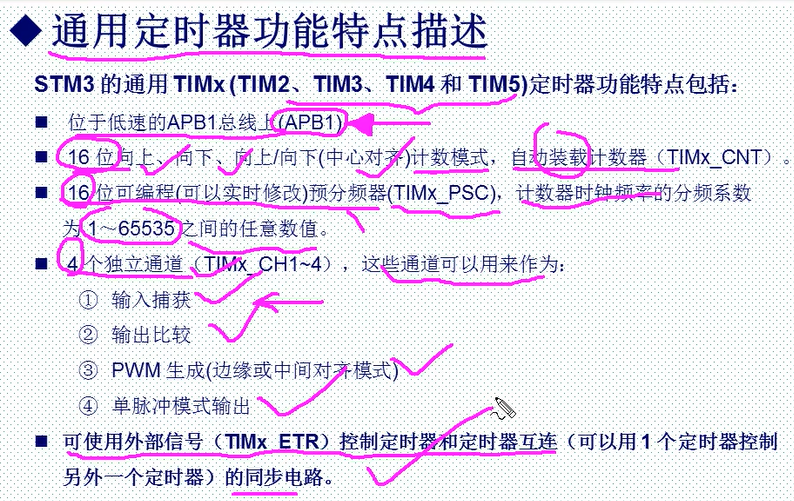 ◆通用定时器功能特点描述
STM3 的通用 TIMx (TIM2、TIM3、TIM4 和 TIM5)定时器功能特点包括：
■ 位于低速的APB1总线上(APB1)
■ 16 位向上、向下、向上/向下(中心对齐)计数模式，自动装载计数器（TIMx_CNT）。
■ 16位可编程(可以实时修改)预分频器(TIMx_PSC)，计数器时钟频率的分频系数
为 1～65535 之间的任意数值。
■ 4 个独立通道（TIMx_CH1~4），这些通道可以用来作为：
① 输入捕获
② 输出比较
③ PWM 生成(边缘或中间对齐模式)
④ 单脉冲模式输出
■ 可使用外部信号（TIMx_ETR）控制定时器和定时器互连（可以用 1 个定时器控制
另外一个定时器）的同步电路。